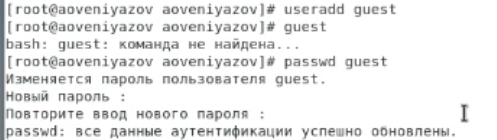 [root@aoveniyazov aoveniyazov]# useradd guest
[root@aoveniyazov aoveniyazov]# guest
bash: guest: команда не найдена...
[root@aoveniyazov aoveniyazov]# passwd guest
Изменяется пароль пользователя guest.
Новый пароль :
Повторите ввод нового пароля :
passwd: все данные аутентификации успешно обновлены.